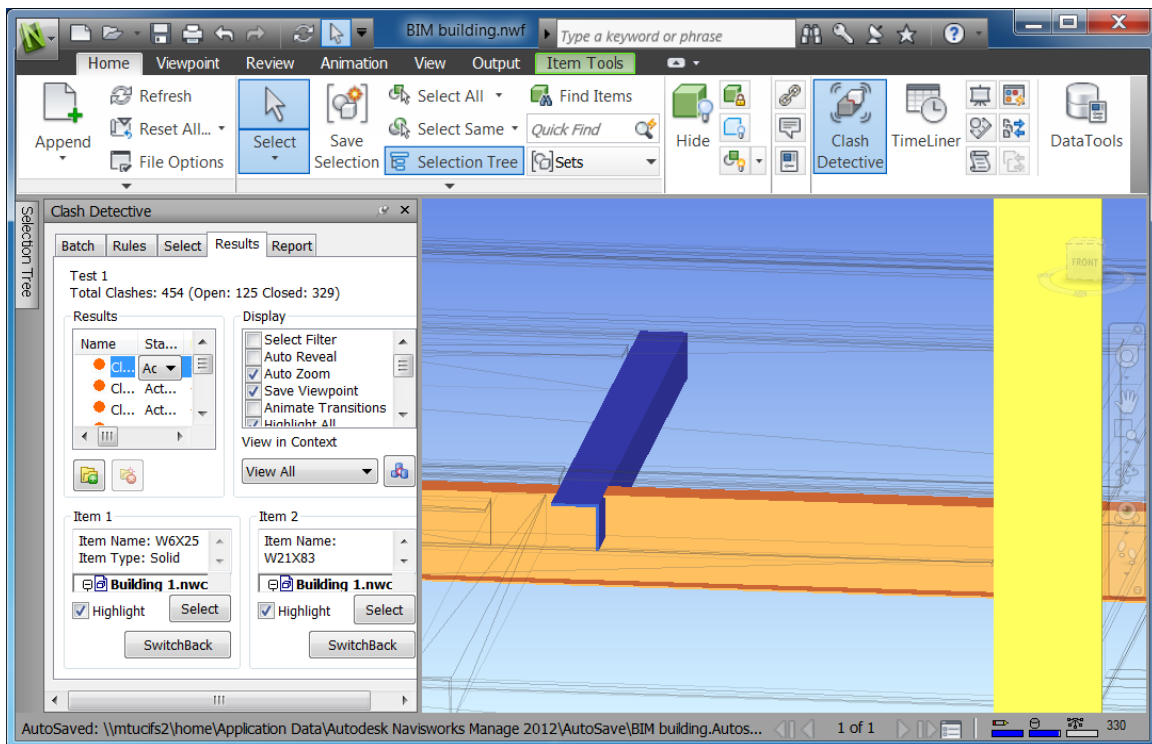 BIM building.nwf Type a keyword or phrase
Home Viewpoint Review Animation View Output Item Tools
Append
Refresh
Reset All...
File Options
Select
Save Selection
Select All
Select Same
Selection Tree
Find Items
Quick Find
Sets
Hide
Clash Detective
TimeLiner
DataTools
Selection Tree
Clash Detective
Batch Rules Select Results Report
Test 1
Total Clashes: 454 (Open: 125 Closed: 329)
Results
Name Sta...
Cl... Ac
Cl... Act...
Cl... Act...
Display
Select Filter
Auto Reveal
Auto Zoom
Save Viewpoint
Animate Transitions
Highlight All
View in Context
View All
Item 1
Item Name: W6X25
Item Type: Solid
Building 1.nwc
Highlight Select
SwitchBack
Item 2
Item Name:
W21X83
Building 1.nwc
Highlight Select
SwitchBack
FRONT
AutoSaved: \\mtucifs2\home\Application Data\Autodesk Navisworks Manage 2012\AutoSave\BIM building.Autos... 1 of 1 330